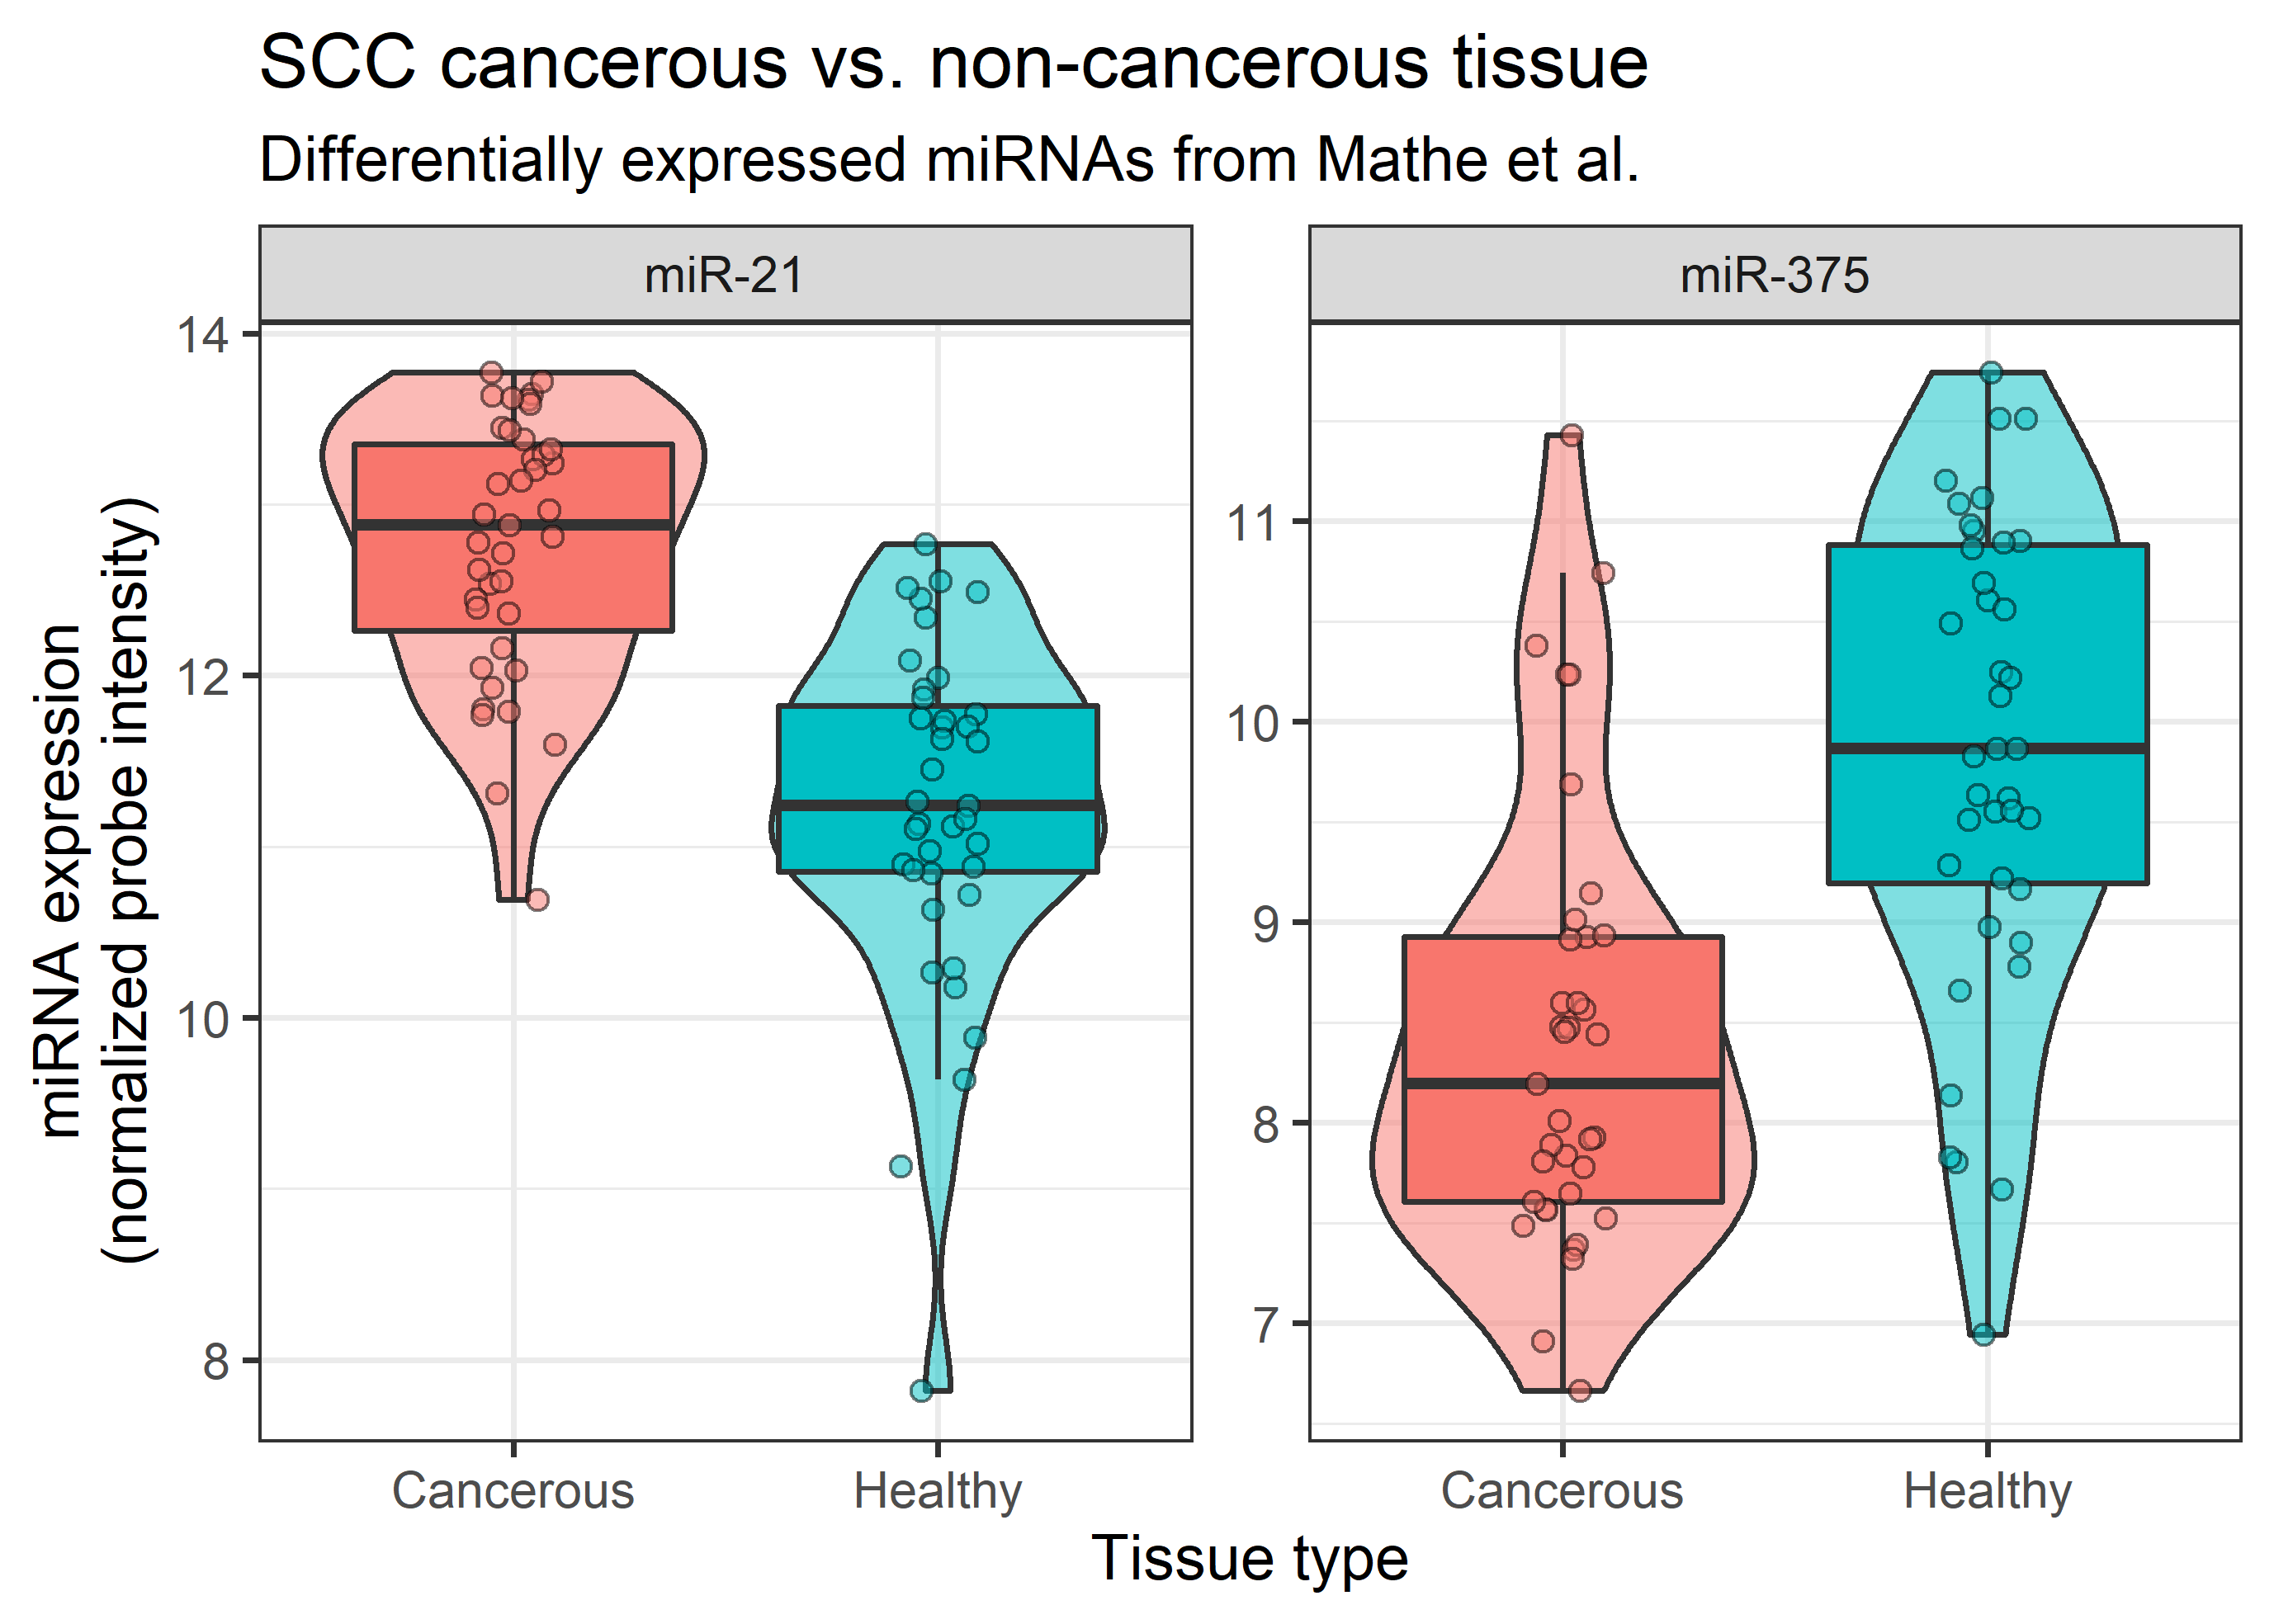 SCC cancerous vs. non-cancerous tissue
Differentially expressed miRNAs from Mathe et al.
miR-21
miR-375
miRNA expression
(normalized probe intensity)
14
12
10
8
11
10
9
8
7
Cancerous
Healthy
Cancerous
Healthy
Tissue type